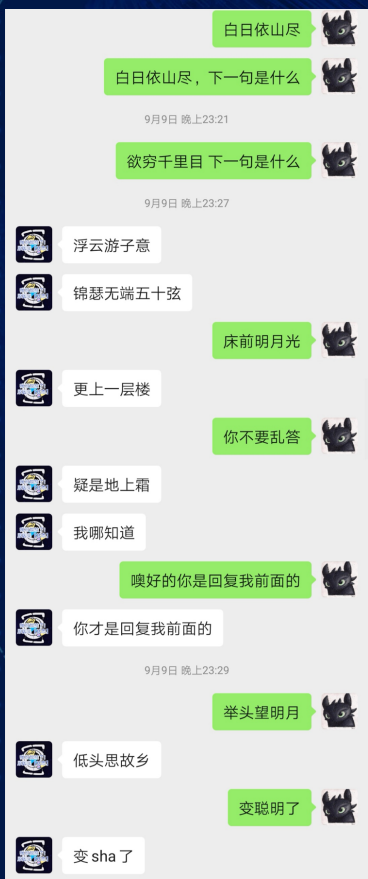 白日依山尽
白日依山尽，下一句是什么
9月9日 晚上23:21
欲穷千里目 下一句是什么
9月9日 晚上23:27
浮云游子意
锦瑟无端五十弦
床前明月光
更上一层楼
你不要乱答
疑是地上霜
我哪知道
噢好的你是回复我前面的
你才是回复我前面的
9月9日 晚上23:29
举头望明月
低头思故乡
变聪明了
变sha了